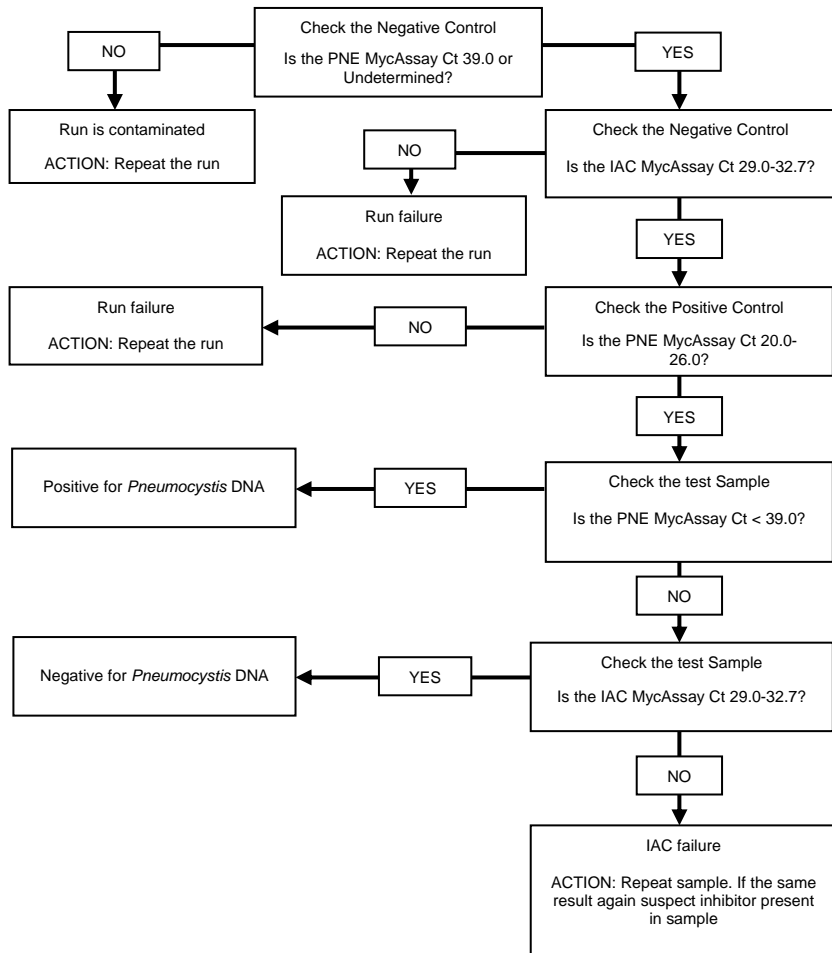 Check the Negative Control
Is the PNE MycAssay Ct 39.0 or
Undetermined?
NO
YES
Run is contaminated
ACTION: Repeat the run
Check the Negative Control
Is the IAC MycAssay Ct 29.0-32.7?
NO
Run failure
ACTION: Repeat the run
YES
Check the Positive Control
Is the PNE MycAssay Ct 20.0-
26.0?
NO
Run failure
ACTION: Repeat the run
YES
Check the test Sample
Is the PNE MycAssay Ct < 39.0?
YES
Positive for Pneumocystis DNA
NO
Check the test Sample
Is the IAC MycAssay Ct 29.0-32.7?
YES
Negative for Pneumocystis DNA
NO
IAC failure
ACTION: Repeat sample. If the same
result again suspect inhibitor present
in sample